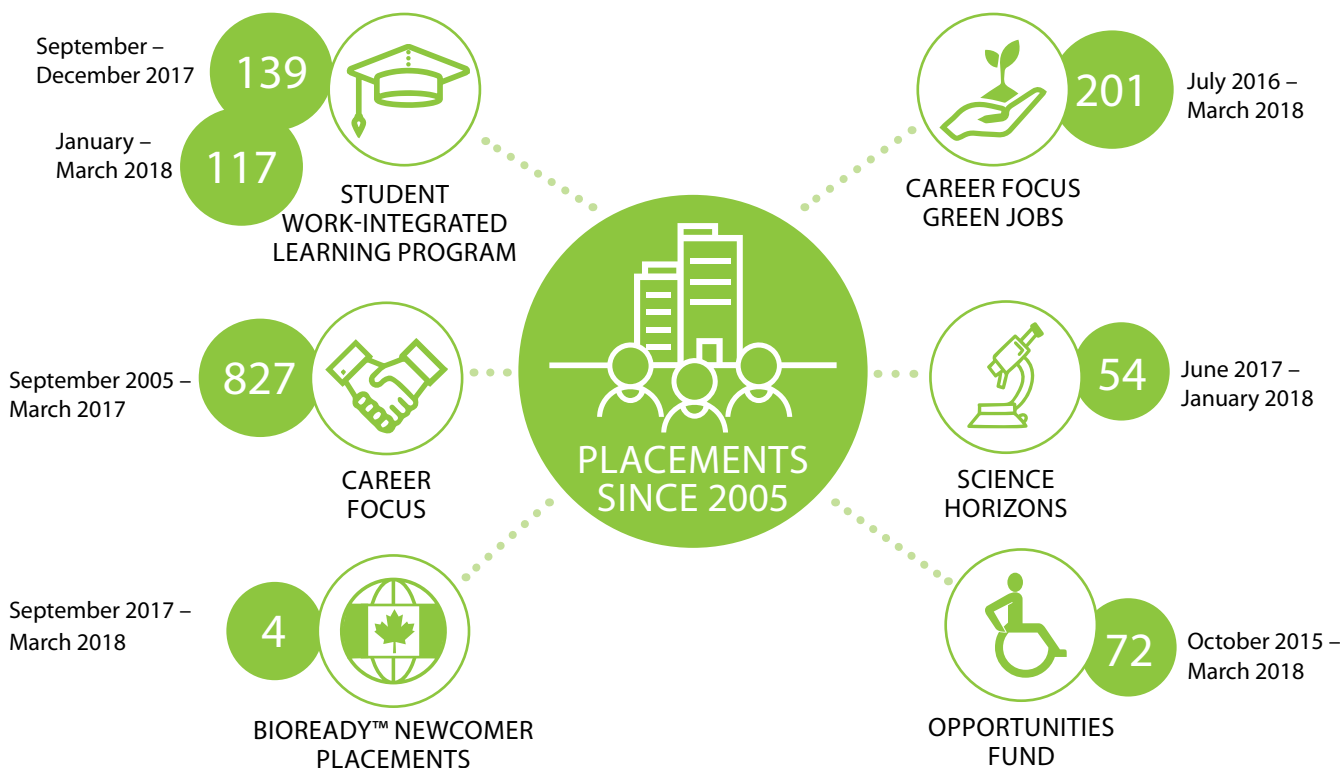 September –
December 2017
139
January –
March 2018
117
STUDENT
WORK-INTEGRATED
LEARNING PROGRAM
201
July 2016 –
March 2018
CAREER FOCUS
GREEN JOBS
September 2005 –
March 2017
827
CAREER
FOCUS
PLACEMENTS
SINCE 2005
54
June 2017 –
January 2018
SCIENCE
HORIZONS
September 2017 –
March 2018
4
BIOREADY™ NEWCOMER
PLACEMENTS
72
October 2015 –
March 2018
OPPORTUNITIES
FUND